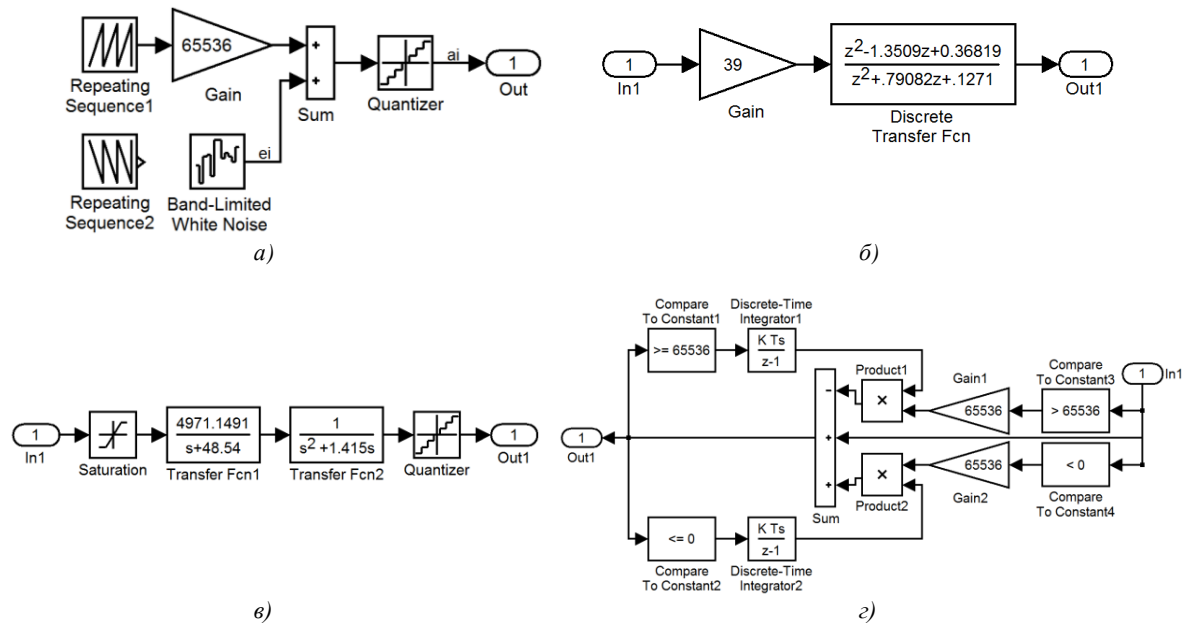 65536
+
+
ai
1
Repeating
Sequence1
Gain
Sum
Quantizer
Out
ei
Repeating
Sequence2
Band-Limited
White Noise
а)
1
In1
39
Gain
z2-1.3509z+0.36819
z2+.79082z+.1271
Discrete
Transfer Fcn
1
Out1
б)
1
In1
Saturation
4971.1491
s+48.54
Transfer Fcn1
1
s2+1.415s
Transfer Fcn2
Quantizer
1
Out1
в)
Compare
To Constant1
>= 65536
Discrete-Time
Integrator1
K Ts
z-1
Product1
×
Gain1
65536
Compare
To Constant3
> 65536
1
In1
−
+
+
Sum
1
Out1
×
Product2
65536
Gain2
< 0
Compare
To Constant4
<= 0
Compare
To Constant2
K Ts
z-1
Discrete-Time
Integrator2
г)